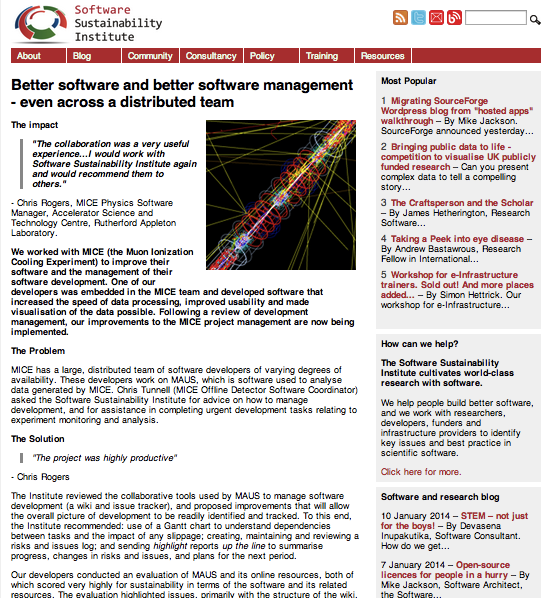 Software
Sustainability
Institute
About
Blog
Community
Consultancy
Policy
Training
Resources
Better software and better software management
- even across a distributed team
The impact
"The collaboration was a very useful
experience...I would work with
Software Sustainability Institute again
and would recommend them to
others."
- Chris Rogers, MICE Physics Software
Manager, Accelerator Science and
Technology Centre, Rutherford Appleton
Laboratory.
We worked with MICE (the Muon Ionization
Cooling Experiment) to improve their
software and the management of their
software development. One of our
developers was embedded in the MICE team and developed software that
increased the speed of data processing, improved usability and made
visualisation of the data possible. Following a review of development
management, our improvements to the MICE project management are now being
implemented.
The Problem
MICE has a large, distributed team of software developers of varying degrees of
availability. These developers work on MAUS, which is software used to analyse
data generated by MICE. Chris Tunnell (MICE Offline Detector Software Coordinator)
asked the Software Sustainability Institute for advice on how to manage
development, and for assistance in completing urgent development tasks relating to
experiment monitoring and analysis.
The Solution
"The project was highly productive"
- Chris Rogers
The Institute reviewed the collaborative tools used by MAUS to manage software
development (a wiki and issue tracker), and proposed improvements that will allow
the overall picture of development to be readily identified and tracked. To this end,
the Institute recommended: use of a Gantt chart to understand dependencies
between tasks and the impact of any slippage; creating, maintaining and reviewing a
risks and issues log; and sending highlight reports up the line to summarise
progress, changes in risks and issues, and plans for the next period.
Our developers conducted an evaluation of MAUS and its online resources, both of
which scored very highly for sustainability in terms of the software and its related
resources. The evaluation highlighted issues, primarily with the structure of the wiki,
Most Popular
1 Migrating SourceForge
Wordpress blog from "hosted apps"
walkthrough – By Mike Jackson.
SourceForge announced yesterday...
2 Bringing public data to life -
competition to visualise UK publicly
funded research – Can you present
complex data to tell a compelling
story...
3 The Craftsperson and the Scholar
– By James Hetherington, Research
Software...
4 Taking a Peek into eye disease –
By Andrew Bastawrous, Research
Fellow in International...
5 Workshop for e-Infrastructure
trainers. Sold out! And more places
added... – By Simon Hettrick. Our
workshop for e-Infrastructure...
How can we help?
The Software Sustainability
Institute cultivates world-class
research with software.
We help people build better software,
and we work with researchers,
developers, funders and
infrastructure providers to identify
key issues and best practice in
scientific software.
Click here for more.
Software and research blog
10 January 2014 – STEM – not just
for the boys! – By Devasena
Inupakutika, Software Consultant.
How do we get...
7 January 2014 – Open-source
licences for people in a hurry – By
Mike Jackson, Software Architect,
the Software...